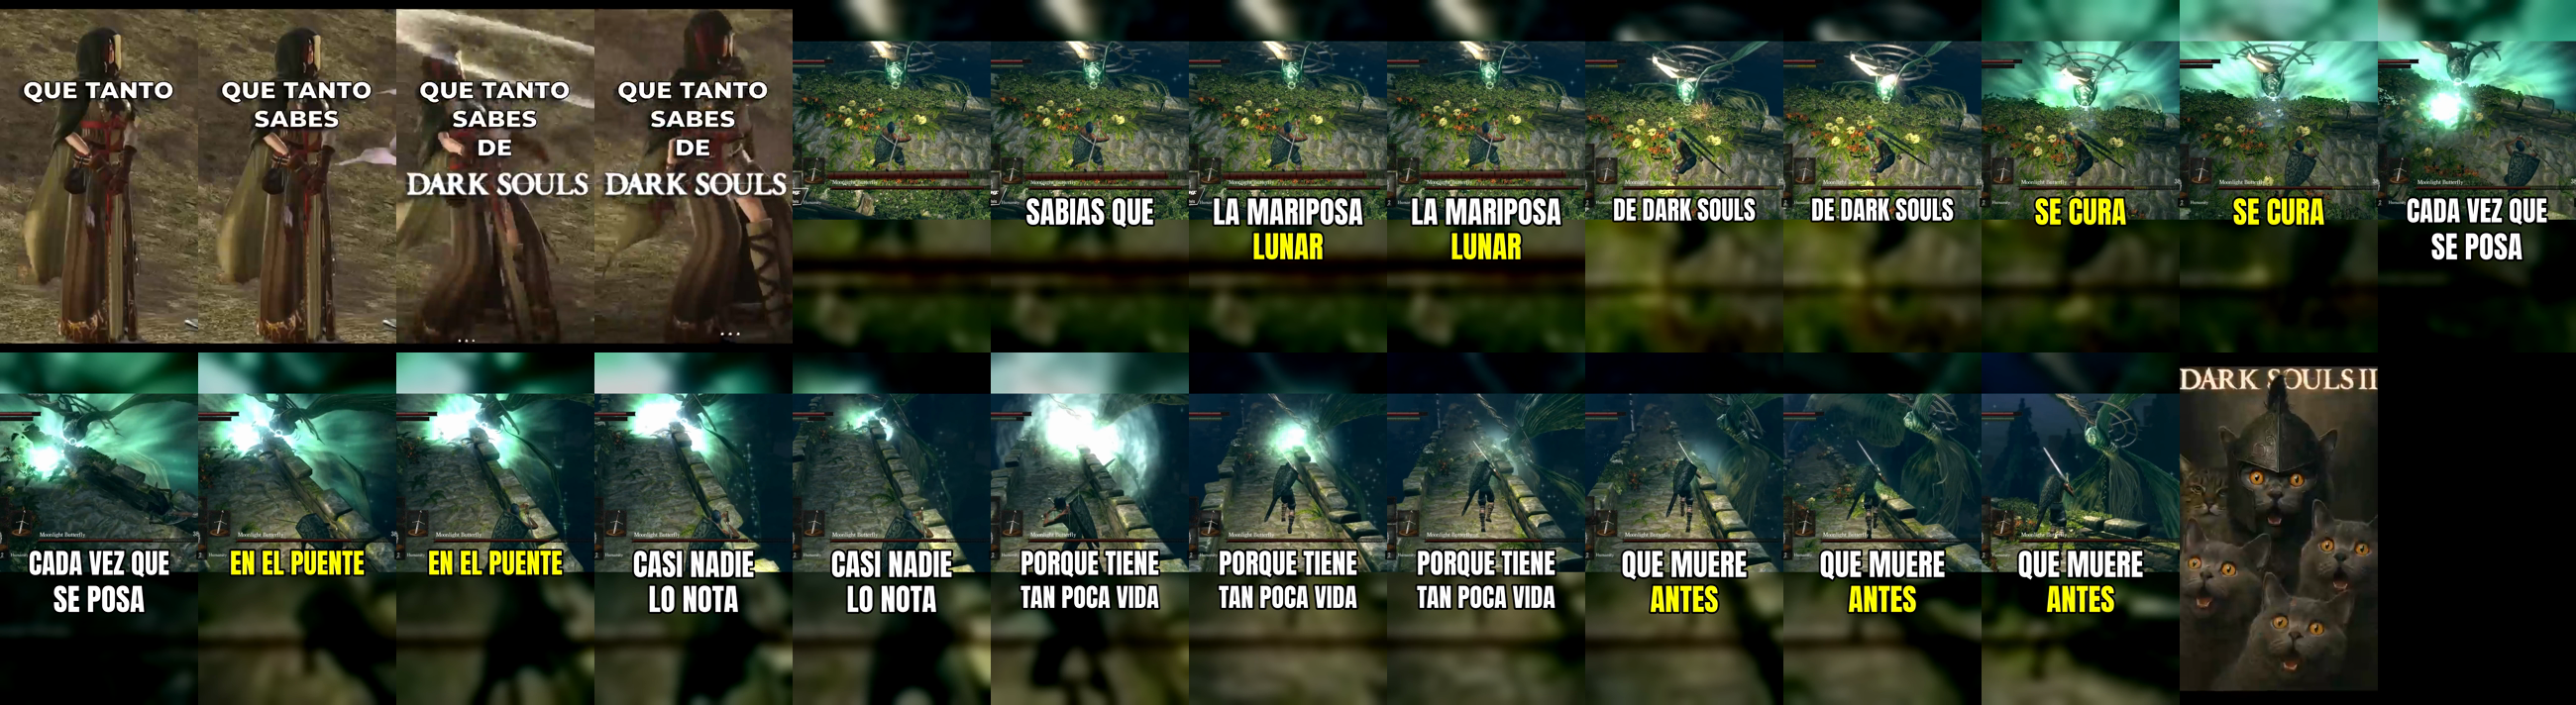 QUE TANTO
QUE TANTO
SABES
QUE TANTO
SABES
DE
DARK SOULS
QUE TANTO
SABES
DE
DARK SOULS
SABIAS QUE
LA MARIPOSA
LUNAR
LA MARIPOSA
LUNAR
DE DARK SOULS
DE DARK SOULS
SE CURA
SE CURA
CADA VEZ QUE
SE POSA
CADA VEZ QUE
SE POSA
EN EL PUENTE
EN EL PUENTE
CASI NADIE
LO NOTA
CASI NADIE
LO NOTA
PORQUE TIENE
TAN POCA VIDA
PORQUE TIENE
TAN POCA VIDA
PORQUE TIENE
TAN POCA VIDA
QUE MUERE
ANTES
QUE MUERE
ANTES
QUE MUERE
ANTES
DARK SOULS II